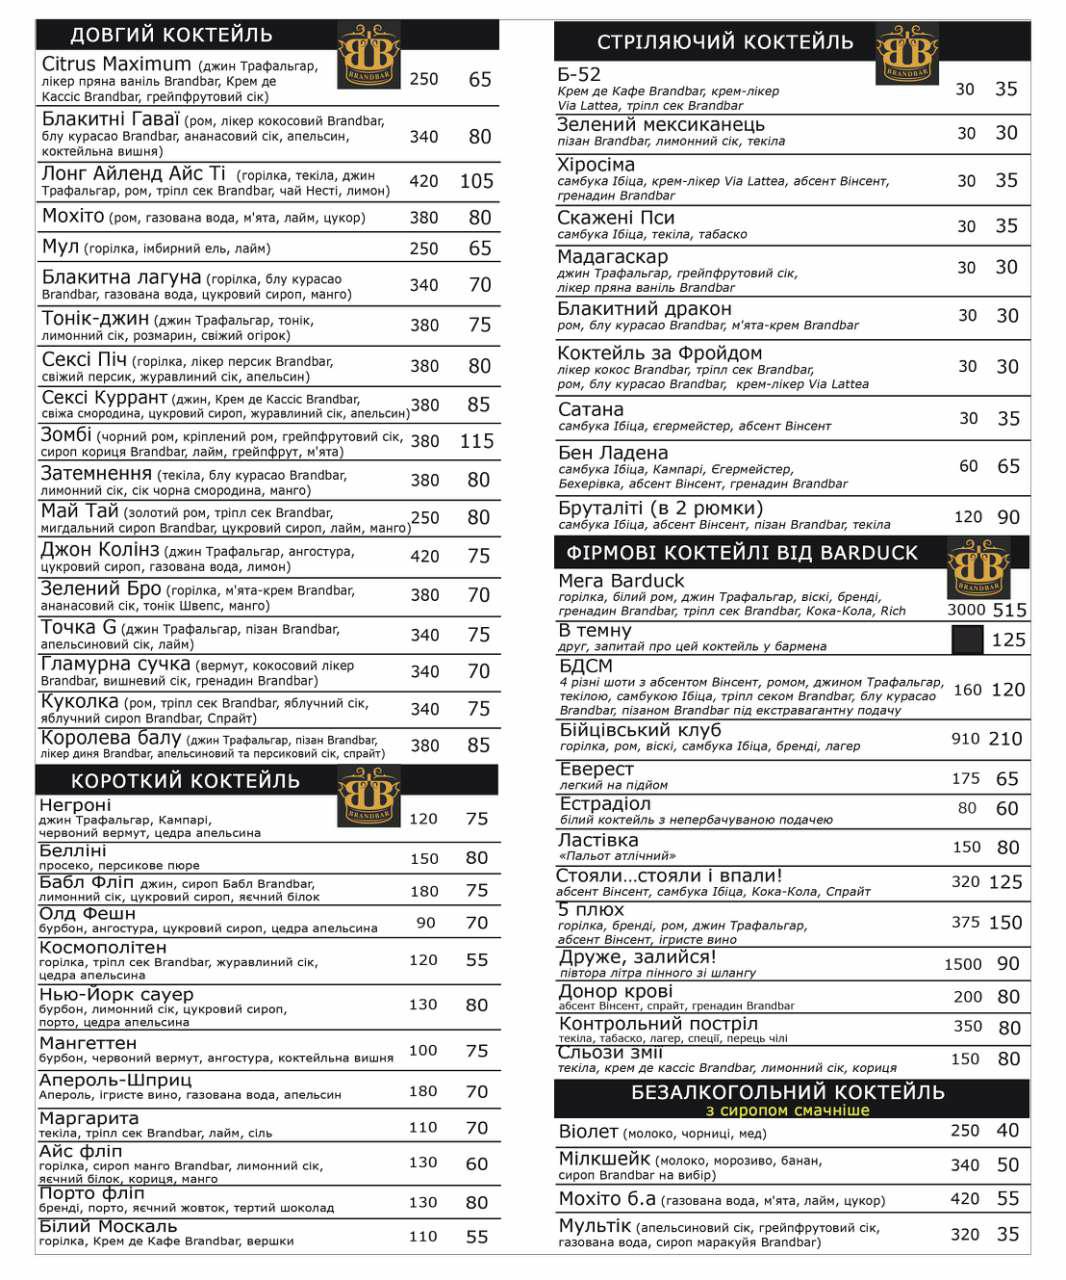 ДОВГИЙ КОКТЕЙЛЬ
BRANDBAR
Citrus Maximum (джин Трафальгар,
лікер пряна ваніль Brandbar, Крем де
Кассіс Brandbar, грейпфрутовий сік) 250 65
Блакитні Гаваї (ром, лікер кокосовий Brandbar,
блу курасао Brandbar, ананасовий сік, апельсин,
коктейльна вишня) 340 80
Лонг Айленд Айс Ті (горілка, текіла, джин
Трафальгар, ром, тріпл сек Brandbar, чай Несті, лимон) 420 105
Мохіто (ром, газована вода, м'ята, лайм, цукор) 380 80
Мул (горілка, імбирний ель, лайм) 250 65
Блакитна лагуна (горілка, блу курасао
Brandbar, газована вода, цукровий сироп, манго) 340 70
Тонік-джин (джин Трафальгар, тонік,
лимонний сік, розмарин, свіжий огірок) 380 75
Сексі Піч (горілка, лікер персик Brandbar,
свіжий персик, журавлиний сік, апельсин) 380 80
Сексі Куррант (джин, Крем де Кассіс Brandbar,
свіжа смородина, цукровий сироп, журавлиний сік, апельсин) 380 85
Зомбі (чорний ром, кріплений ром, грейпфрутовий сік,
сироп кориця Brandbar, лайм, грейпфрут, м'ята) 380 115
Затемнення (текіла, блу курасао Brandbar,
лимонний сік, сік чорна смородина, манго) 380 80
Май Тай (золотий ром, тріпл сек Brandbar,
мигдальний сироп Brandbar, цукровий сироп, лайм, манго) 250 80
Джон Колінз (джин Трафальгар, ангостура,
цукровий сироп, газована вода, лимон) 420 75
Зелений Бро (горілка, м'ята-крем Brandbar,
ананасовий сік, тонік Швепс, манго) 380 70
Точка G (джин Трафальгар, пізан Brandbar,
апельсиновий сік, лайм) 340 75
Гламурна сучка (вермут, кокосовий лікер
Brandbar, вишневий сік, гренадин Brandbar) 340 70
Куколка (ром, тріпл сек Brandbar, яблучний сік,
яблучний сироп Brandbar, Спрайт) 340 75
Королева балу (джин Трафальгар, пізан Brandbar,
лікер диня Brandbar, апельсиновий та персиковий сік, спрайт) 380 85
КОРОТКИЙ КОКТЕЙЛЬ
BRANDBAR
Негроні
джин Трафальгар, Кампарі,
червоний вермут, цедра апельсина 120 75
Белліні
просеко, персикове пюре 150 80
Бабл Фліп джин, сироп Бабл Brandbar,
лимонний сік, цукровий сироп, яєчний білок 180 75
Олд Фешн
бурбон, ангостура, цукровий сироп, цедра апельсина 90 70
Космополітен
горілка, тріпл сек Brandbar, журавлиний сік,
цедра апельсина 120 55
Нью-Йорк сауер
бурбон, лимонний сік, цукровий сироп,
порто, цедра апельсина 130 80
Мангеттен
бурбон, червоний вермут, ангостура, коктейльна вишня 100 75
Апероль-Шприц
Апероль, ігристе вино, газована вода, апельсин 180 70
Маргарита
текіла, тріпл сек Brandbar, лайм, сіль 110 70
Айс фліп
горілка, сироп манго Brandbar, лимонний сік,
яєчний білок, кориця, манго 130 60
Порто фліп
бренді, порто, яєчний жовток, тертий шоколад 130 80
Білий Москаль
горілка, Крем де Кафе Brandbar, вершки 110 55
СТРІЛЯЮЧИЙ КОКТЕЙЛЬ
BRANDBAR
Б-52
Крем де Кафе Brandbar, крем-лікер
Via Lattea, тріпл сек Brandbar 30 35
Зелений мексиканець
пізан Brandbar, лимонний сік, текіла 30 30
Хіросіма
самбука Ібіца, крем-лікер Via Lattea, абсент Вінсент,
гренадин Brandbar 30 35
Скажені Пси
самбука Ібіца, текіла, табаско 30 35
Мадагаскар
джин Трафальгар, грейпфрутовий сік,
лікер пряна ваніль Brandbar 30 30
Блакитний дракон
ром, блу курасао Brandbar, м'ята-крем Brandbar 30 30
Коктейль за Фройдом
лікер кокос Brandbar, тріпл сек Brandbar,
ром, блу курасао Brandbar, крем-лікер Via Lattea 30 30
Сатана
самбука Ібіца, єгермейстер, абсент Вінсент 30 35
Бен Ладена
самбука Ібіца, Кампарі, Єгермейстер,
Бехерівка, абсент Вінсент, гренадин Brandbar 60 65
Бруталіті (в 2 рюмки)
самбука Ібіца, абсент Вінсент, пізан Brandbar, текіла 120 90
ФІРМОВІ КОКТЕЙЛІ ВІД BARDUCK
BRANDBAR
Мега Barduck
горілка, білий ром, джин Трафальгар, віскі, бренді,
гренадин Brandbar, тріпл сек Brandbar, Кока-Кола, Rich 3000 515
В темну
друг, запитай про цей коктейль у бармена 125
БДСМ
4 різні шоти з абсентом Вінсент, ромом, джином Трафальгар,
текілою, самбукою Ібіца, тріпл секом Brandbar, блу курасао
Brandbar, пізаном Brandbar під екстравагантну подачу 160 120
Бійцівський клуб
горілка, ром, віскі, самбука Ібіца, бренді, лагер 910 210
Еверест
легкий на підйом 175 65
Естрадіол
білий коктейль з непербачуваною подачею 80 60
Ластівка
«Пальот атлічний» 150 80
Стояли...стояли і впали!
абсент Вінсент, самбука Ібіца, Кока-Кола, Спрайт 320 125
5 плюх
горілка, бренді, ром, джин Трафальгар,
абсент Вінсент, ігристе вино 375 150
Друже, залийся!
півтора літра пінного зі шлангу 1500 90
Донор крові
абсент Вінсент, спрайт, гренадин Brandbar 200 80
Контрольний постріл
текіла, табаско, лагер, спеції, перець чілі 350 80
Сльози змії
текіла, крем де кассіс Brandbar, лимонний сік, кориця 150 80
БЕЗАЛКОГОЛЬНИЙ КОКТЕЙЛЬ
з сиропом смачніше
Віолет (молоко, чорниці, мед) 250 40
Мілкшейк (молоко, морозиво, банан,
сироп Brandbar на вибір) 340 50
Мохіто б.а (газована вода, м'ята, лайм, цукор) 420 55
Мультік (апельсиновий сік, грейпфрутовий сік,
газована вода, сироп маракуйя Brandbar) 320 35